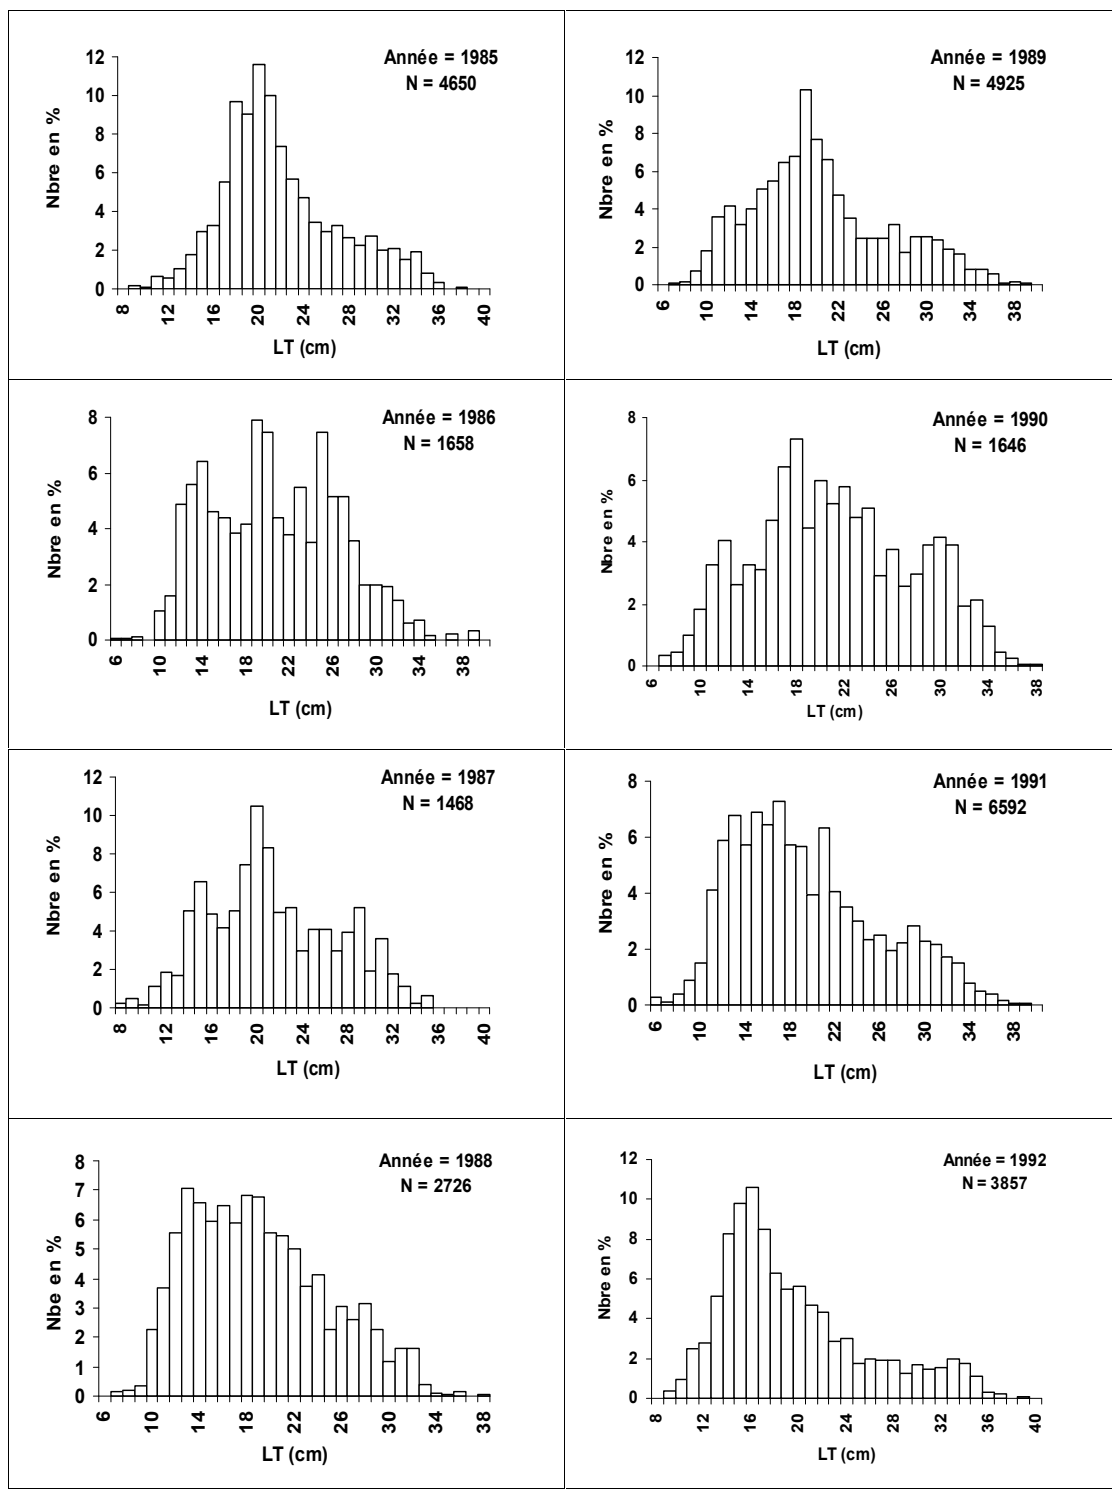 Année = 1985
N = 4650
Nbre en %
12
10
8
6
4
2
0
8 12 16 20 24 28 32 36 40
LT (cm)
Année = 1989
N = 4925
Nbre en %
12
10
8
6
4
2
0
6 10 14 18 22 26 30 34 38
LT (cm)
Année = 1986
N = 1658
Nbre en %
8
6
4
2
0
6 10 14 18 22 26 30 34 38
LT (cm)
Année = 1990
N = 1646
Nbre en %
8
6
4
2
0
6 10 14 18 22 26 30 34 38
LT (cm)
Année = 1987
N = 1468
Nbre en %
12
10
8
6
4
2
0
8 12 16 20 24 28 32 36 40
LT (cm)
Année = 1991
N = 6592
Nbre en %
8
6
4
2
0
6 10 14 18 22 26 30 34 38
LT (cm)
Année = 1988
N = 2726
Nbe en %
8
7
6
5
4
3
2
1
0
6 10 14 18 22 26 30 34 38
LT (cm)
Année = 1992
N = 3857
Nbre en %
12
10
8
6
4
2
0
8 12 16 20 24 28 32 36 40
LT (cm)